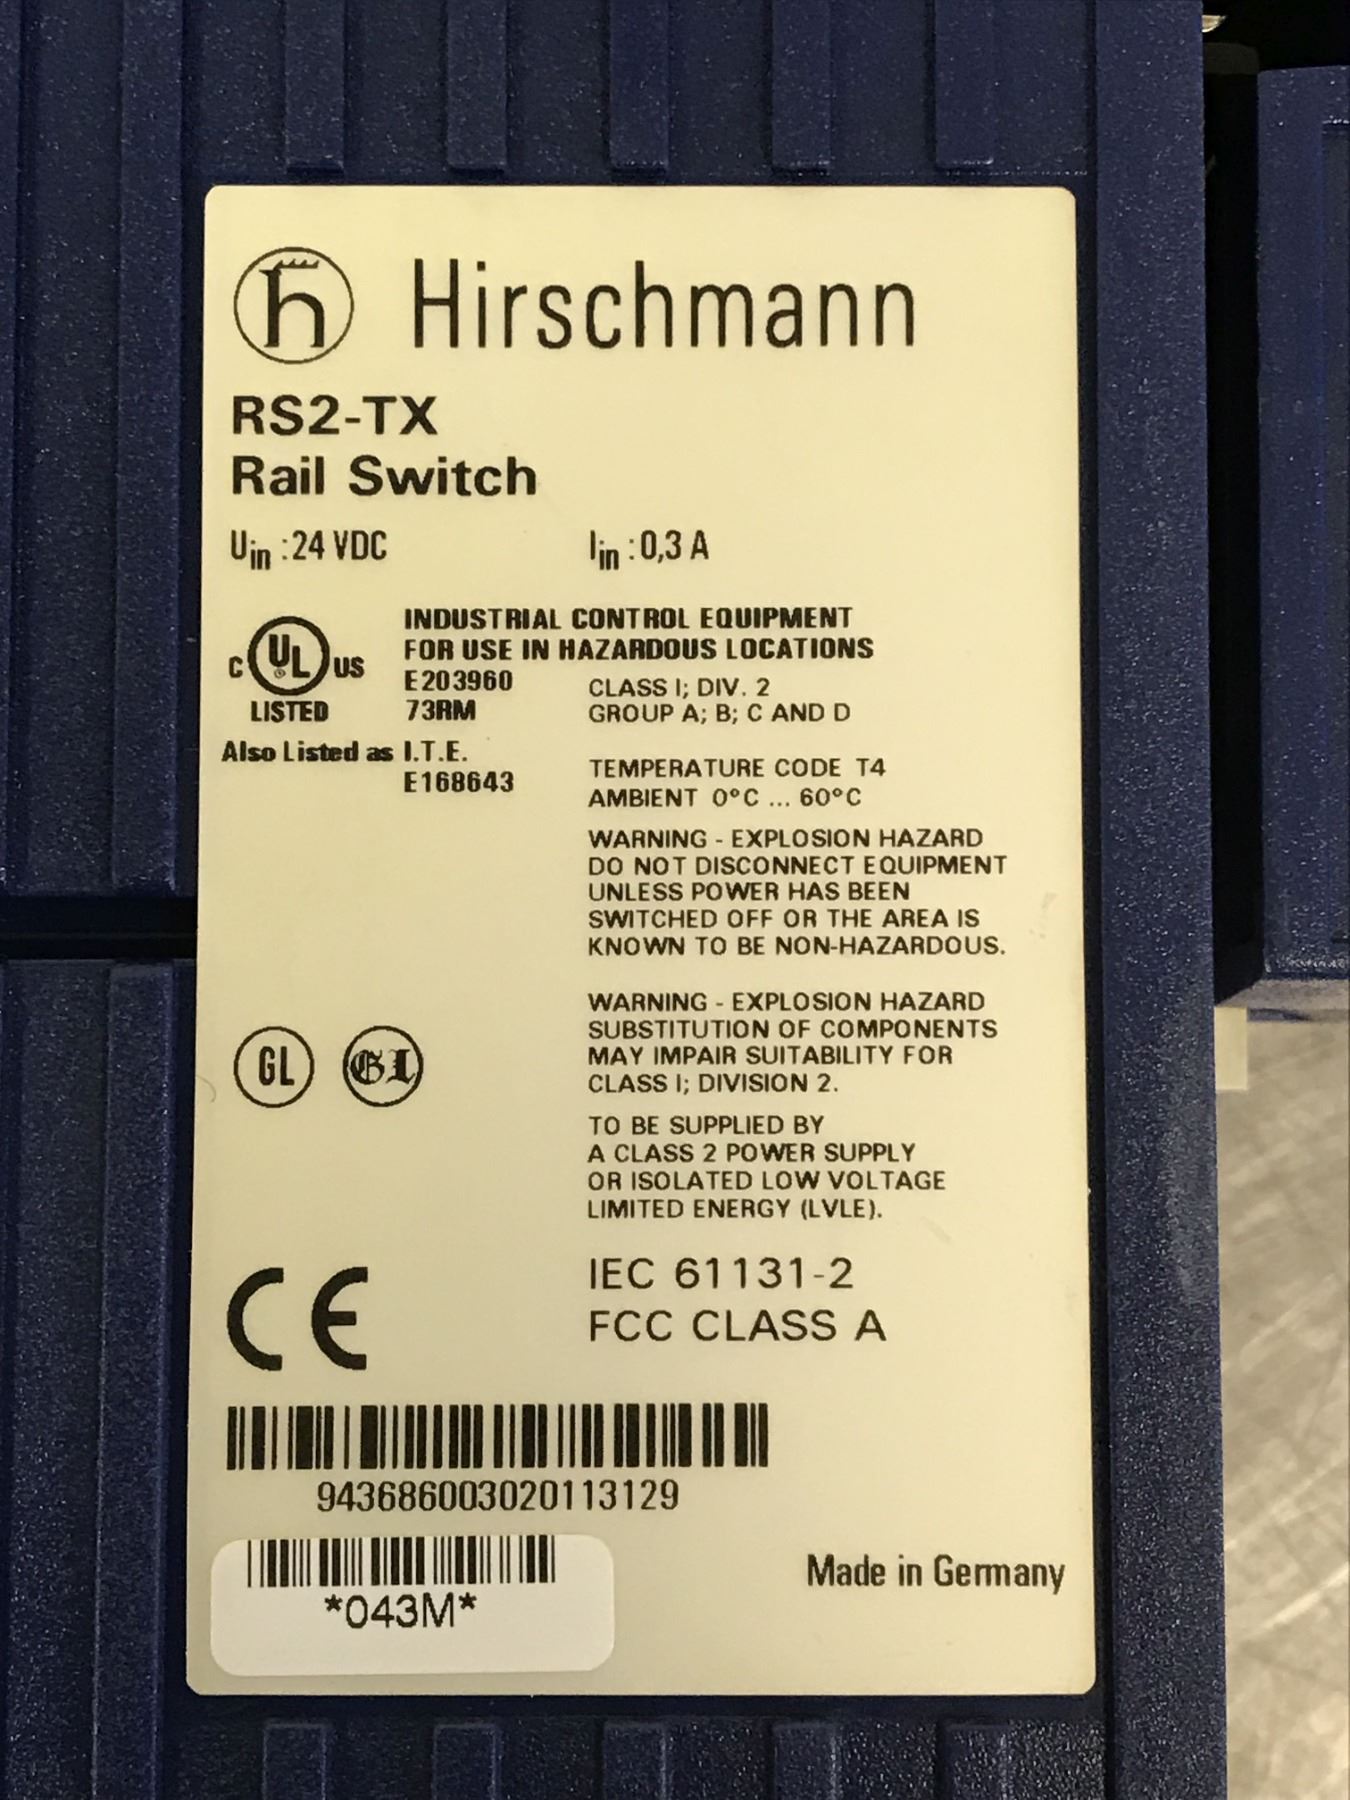 h Hirschmann
RS2-TX
Rail Switch
Uin :24 VDC Iin :0,3 A
INDUSTRIAL CONTROL EQUIPMENT
FOR USE IN HAZARDOUS LOCATIONS
C UL® US
LISTED
E203960
73RM
CLASS I; DIV. 2
GROUP A; B; C AND D
Also Listed as I.T.E.
E168643
TEMPERATURE CODE T4
AMBIENT 0°C ... 60°C
WARNING - EXPLOSION HAZARD
DO NOT DISCONNECT EQUIPMENT
UNLESS POWER HAS BEEN
SWITCHED OFF OR THE AREA IS
KNOWN TO BE NON-HAZARDOUS.
WARNING - EXPLOSION HAZARD
SUBSTITUTION OF COMPONENTS
MAY IMPAIR SUITABILITY FOR
CLASS I; DIVISION 2.
GL GL
TO BE SUPPLIED BY
A CLASS 2 POWER SUPPLY
OR ISOLATED LOW VOLTAGE
LIMITED ENERGY (LVLE).
CE
IEC 61131-2
FCC CLASS A
943686003020113129
*043M*
Made in Germany